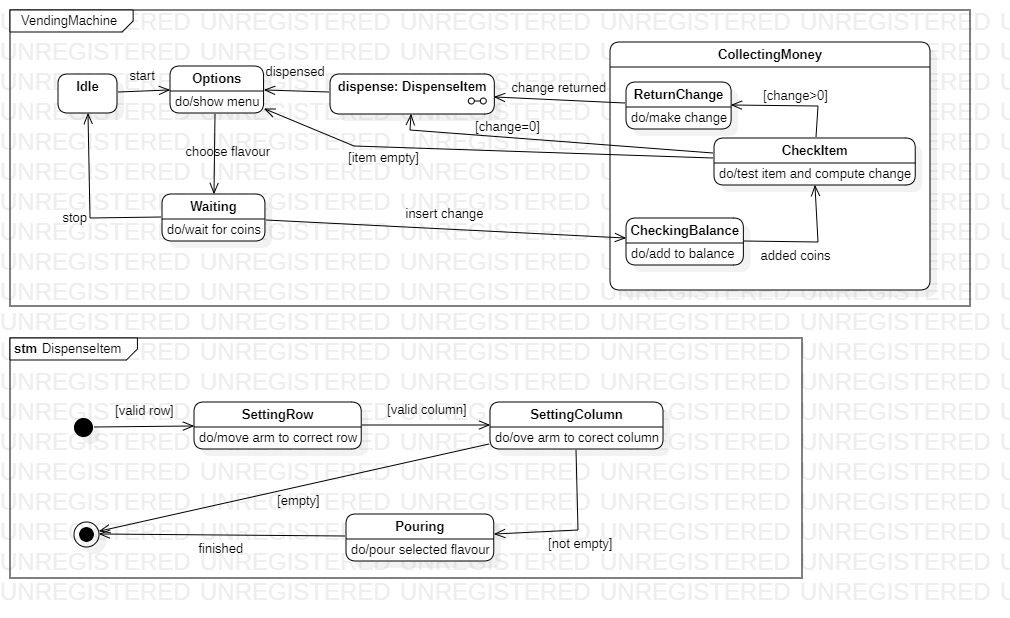 VendingMachine
CollectingMoney
Idle
start
Options
do/show menu
dispensed
dispense: DispenseItem
change returned
ReturnChange
do/make change
[change>0]
[change=0]
CheckItem
do/test item and compute change
choose flavour
[item empty]
Waiting
do/wait for coins
stop
insert change
CheckingBalance
do/add to balance
added coins
stm DispenseItem
[valid row]
SettingRow
do/move arm to correct row
[valid column]
SettingColumn
do/ove arm to corect column
[empty]
Pouring
do/pour selected flavour
finished
[not empty]
UNREGISTERED